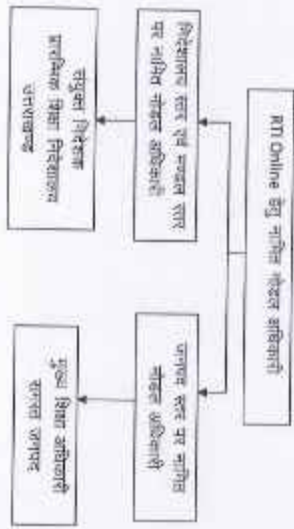 RTI Online हेतु नामित नोडल अधिकारी
निदेशालय स्तर एवं मण्डल स्तर
पर नामित नोडल अधिकारी
जनपद स्तर पर नामित
नोडल अधिकारी
संयुक्त निदेशक
प्रारम्भिक शिक्षा निदेशालय
उत्तराखण्ड
मुख्य शिक्षा अधिकारी
समस्त जनपद